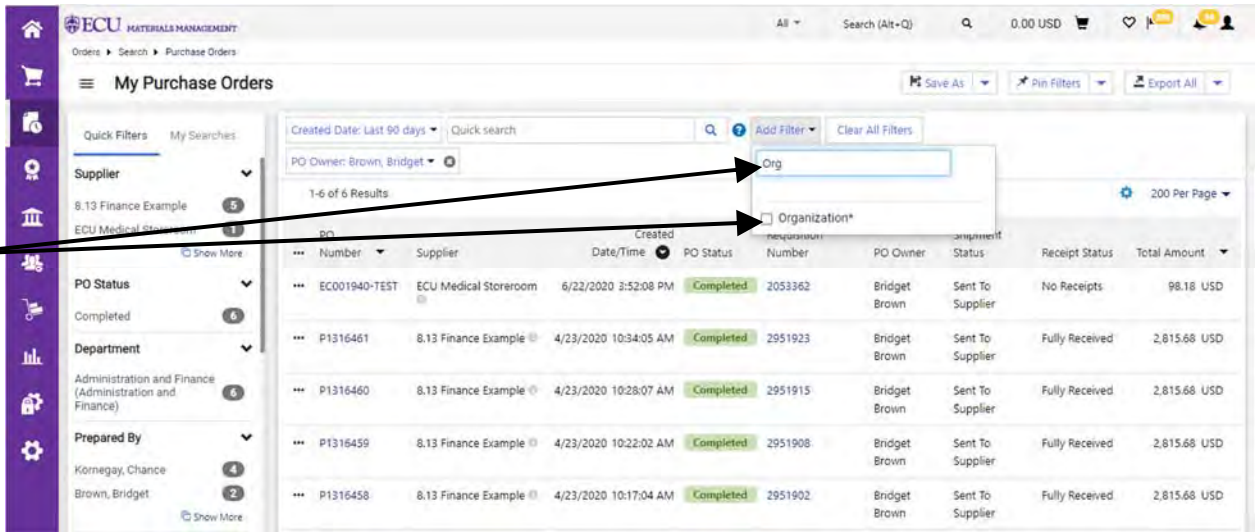 ECU MATERIALS MANAGEMENT
All
Search (Alt+Q)
0.00 USD
Orders Search Purchase Orders
My Purchase Orders
Save As
Pin Filters
Export All
Quick Filters
My Searches
Created Date: Last 90 days
Quick search
Add Filter
Clear All Filters
PO Owner: Brown, Bridget
Org
Organization*
Supplier
8.13 Finance Example 5
ECU Medical Storeroom 1
Show More
PO Status
Completed 6
Department
Administration and Finance
(Administration and
Finance) 6
Prepared By
Kornegay, Chance 4
Brown, Bridget 2
Show More
1-6 of 6 Results
200 Per Page
PO Number Supplier Created Date/Time PO Status Requisition Number PO Owner Shipment Status Receipt Status Total Amount
EC001940-TEST ECU Medical Storeroom 6/22/2020 3:52:08 PM Completed 2053362 Bridget Brown Sent To Supplier No Receipts 98.18 USD
P1316461 8.13 Finance Example 4/23/2020 10:34:05 AM Completed 2951923 Bridget Brown Sent To Supplier Fully Received 2,815.68 USD
P1316460 8.13 Finance Example 4/23/2020 10:28:07 AM Completed 2951915 Bridget Brown Sent To Supplier Fully Received 2,815.68 USD
P1316459 8.13 Finance Example 4/23/2020 10:22:02 AM Completed 2951908 Bridget Brown Sent To Supplier Fully Received 2,815.68 USD
P1316458 8.13 Finance Example 4/23/2020 10:17:04 AM Completed 2951902 Bridget Brown Sent To Supplier Fully Received 2,815.68 USD